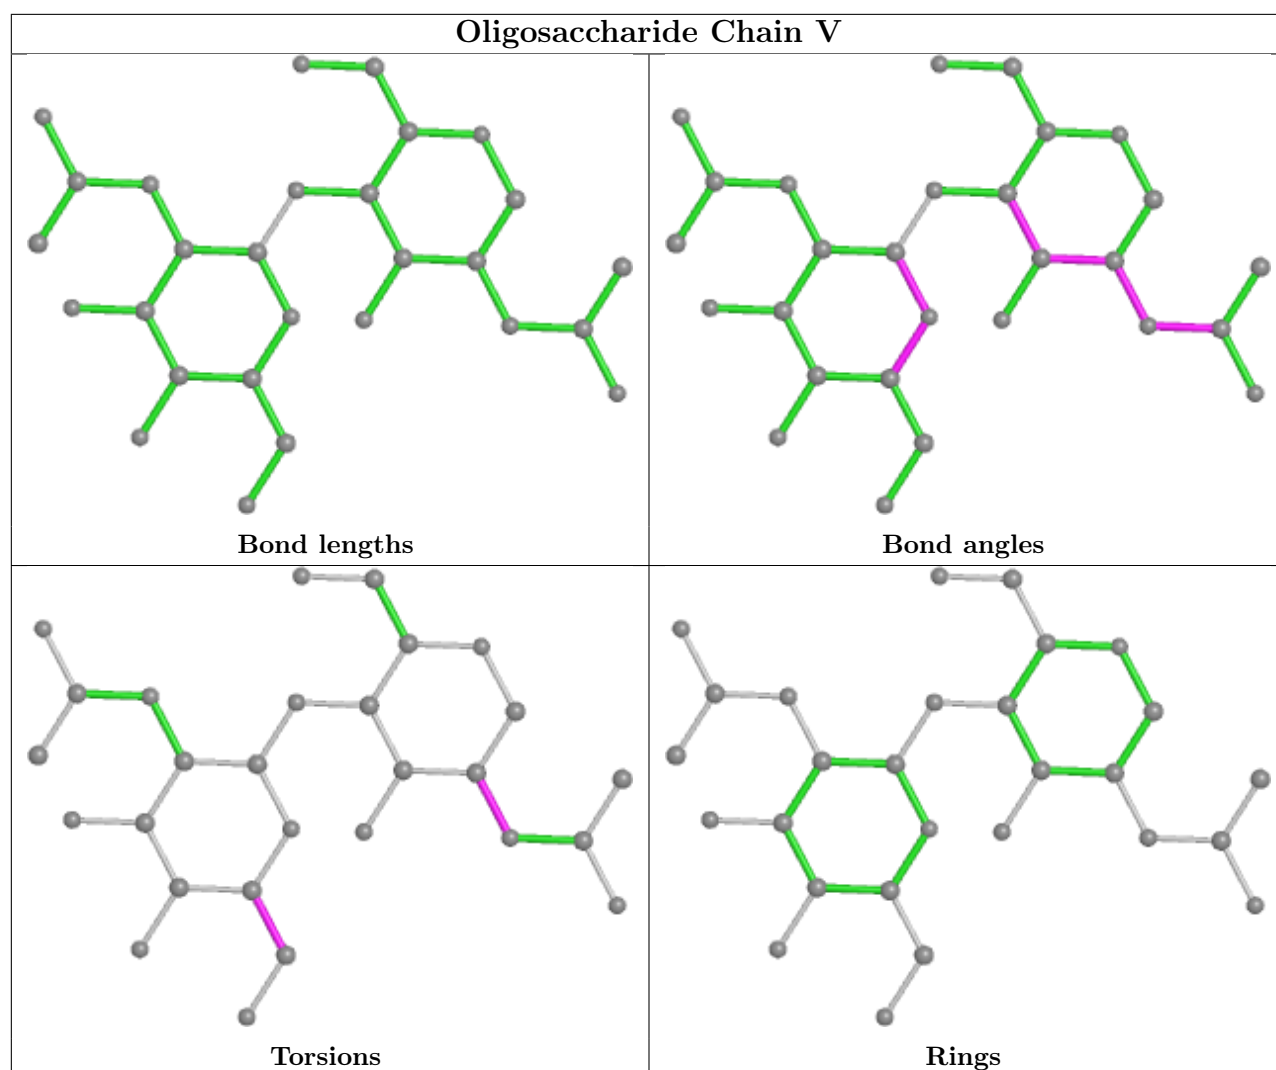 Oligosaccharide Chain V
Bond lengths
Bond angles
Torsions
Rings